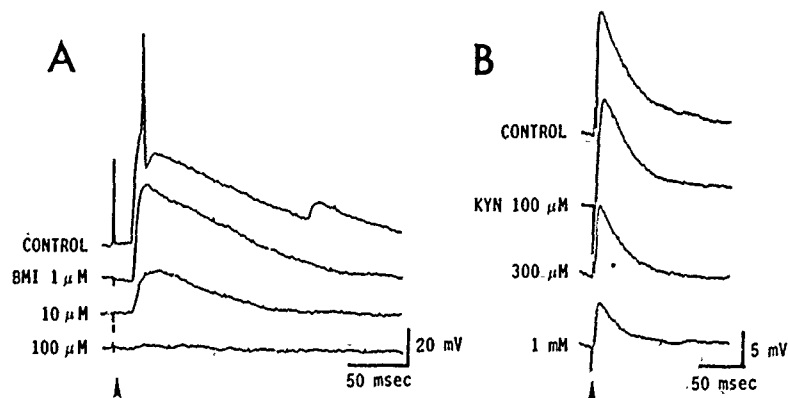 A
CONTROL
BMI 1 μM
10 μM
100 μM
20 mV
50 msec
B
CONTROL
KYN 100 μM
300 μM
1 mM
5 mV
50 msec